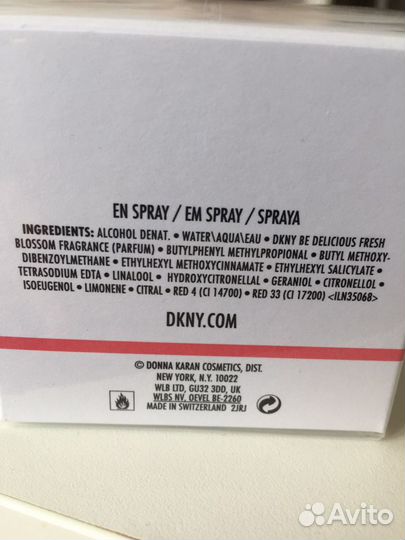 EN SPRAY / EM SPRAY / SPRAYA
INGREDIENTS: ALCOHOL DENAT. • WATER\AQUA\EAU • DKNY BE DELICIOUS FRESH
BLOSSOM FRAGRANCE (PARFUM) • BUTYLPHENYL METHYLPROPIONAL • BUTYL METHOXY-
DIBENZOYLMETHANE • ETHYLHEXYL METHOXYCINNAMATE • ETHYLHEXYL SALICYLATE •
TETRASODIUM EDTA • LINALOOL • HYDROXYCITRONELLAL • GERANIOL • CITRONELLOL •
ISOEUGENOL • LIMONENE • CITRAL • RED 4 (CI 14700) • RED 33 (CI 17200) <ILN35068>
DKNY.COM
© DONNA KARAN COSMETICS, DIST.
NEW YORK, N.Y. 10022
WLB LTD, GU32 3DD, UK
WLBS NV, OEVEL BE-2260
MADE IN SWITZERLAND 2JRJ
Avito